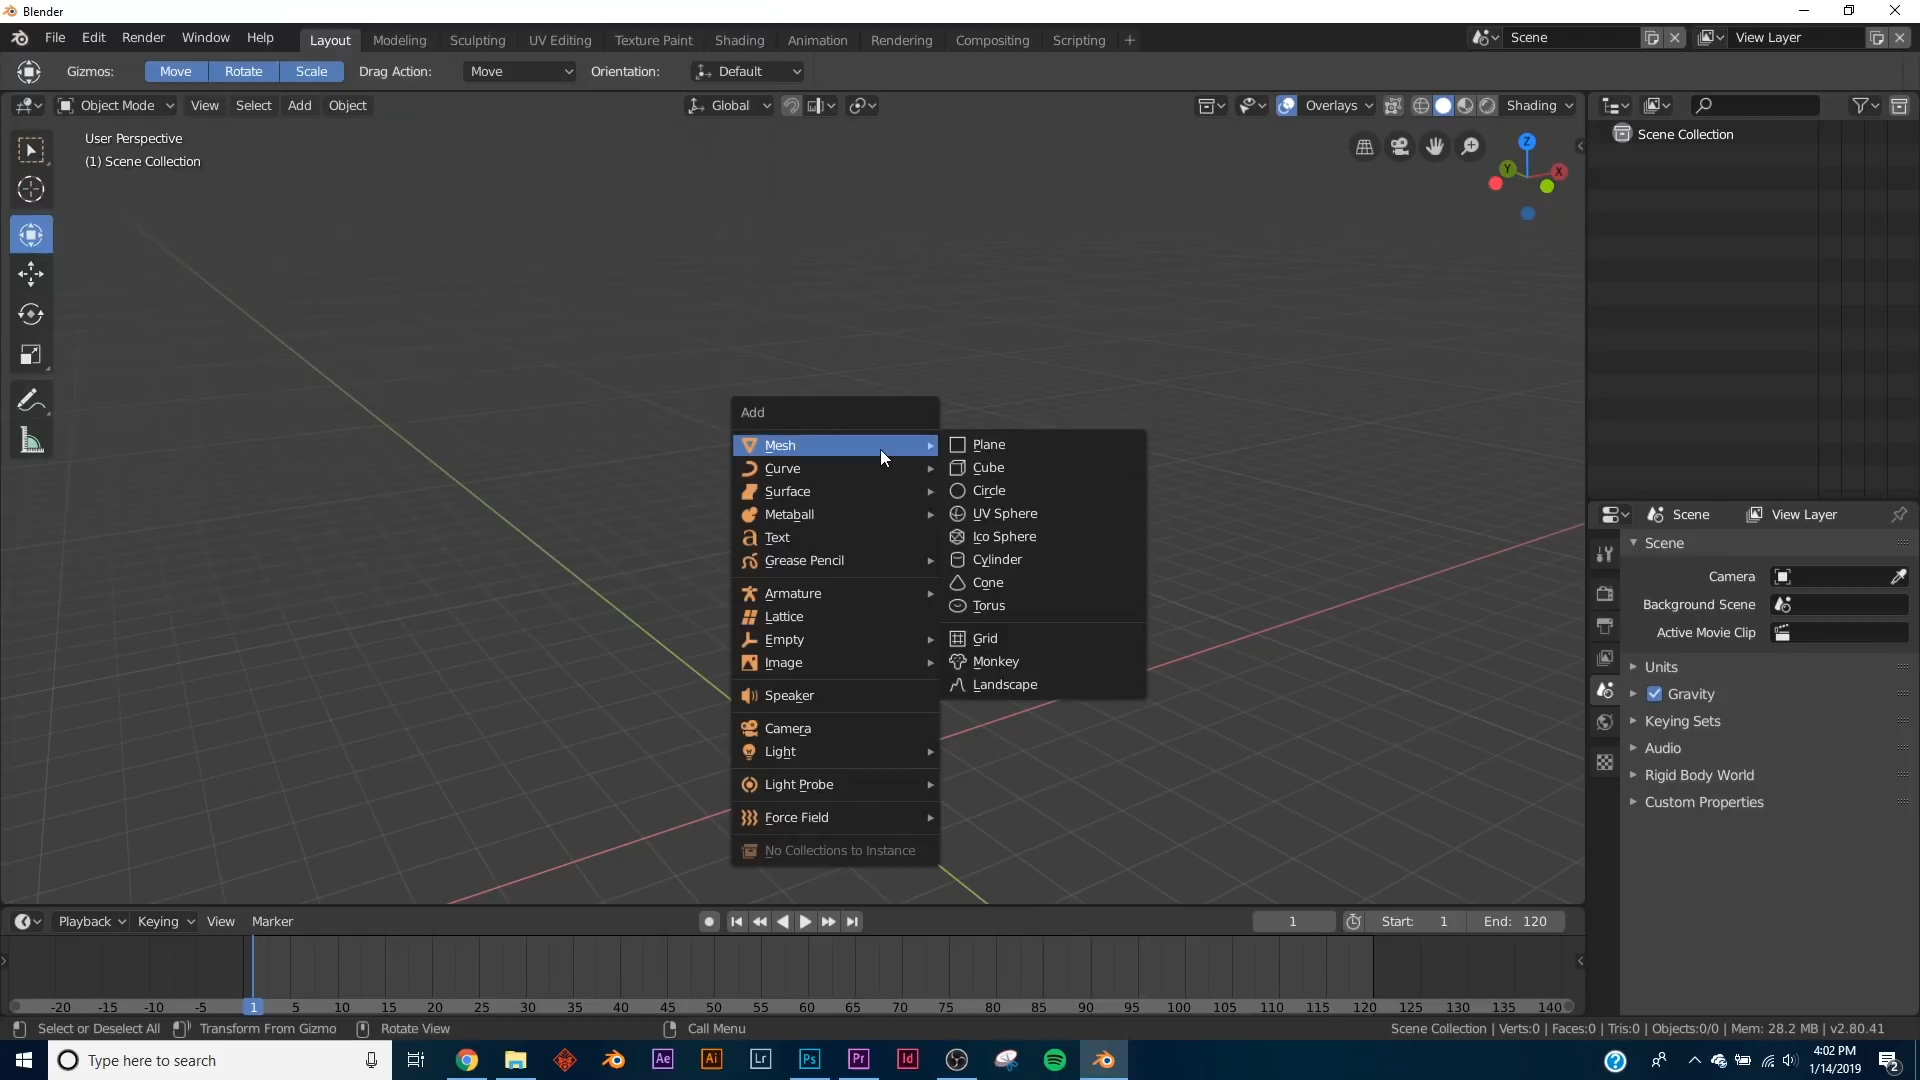 Blender
File Edit Render Window Help Layout Modeling Sculpting UV Editing Texture Paint Shading Animation Rendering Compositing Scripting + Scene View Layer
Gizmos: Move Rotate Scale Drag Action: Move Orientation: Default
Object Mode View Select Add Object Global Overlays Shading
User Perspective
(1) Scene Collection
Z
Y
X
Scene Collection
Add
Mesh
Curve
Surface
Metaball
Text
Grease Pencil
Armature
Lattice
Empty
Image
Speaker
Camera
Light
Light Probe
Force Field
No Collections to Instance
Plane
Cube
Circle
UV Sphere
Ico Sphere
Cylinder
Cone
Torus
Grid
Monkey
Landscape
Scene View Layer
Scene
Camera
Background Scene
Active Movie Clip
Units
Gravity
Keying Sets
Audio
Rigid Body World
Custom Properties
Playback Keying View Marker 1 Start: 1 End: 120
-20 -15 -10 -5 1 5 10 15 20 25 30 35 40 45 50 55 60 65 70 75 80 85 90 95 100 105 110 115 120 125 130 135 140
Select or Deselect All Transform From Gizmo Rotate View Call Menu Scene Collection | Verts:0 | Faces:0 | Tris:0 | Objects:0/0 | Mem: 28.2 MB | v2.80.41
Type here to search Ae Ai Lr Ps Pr Id
4:02 PM
1/14/2019
2